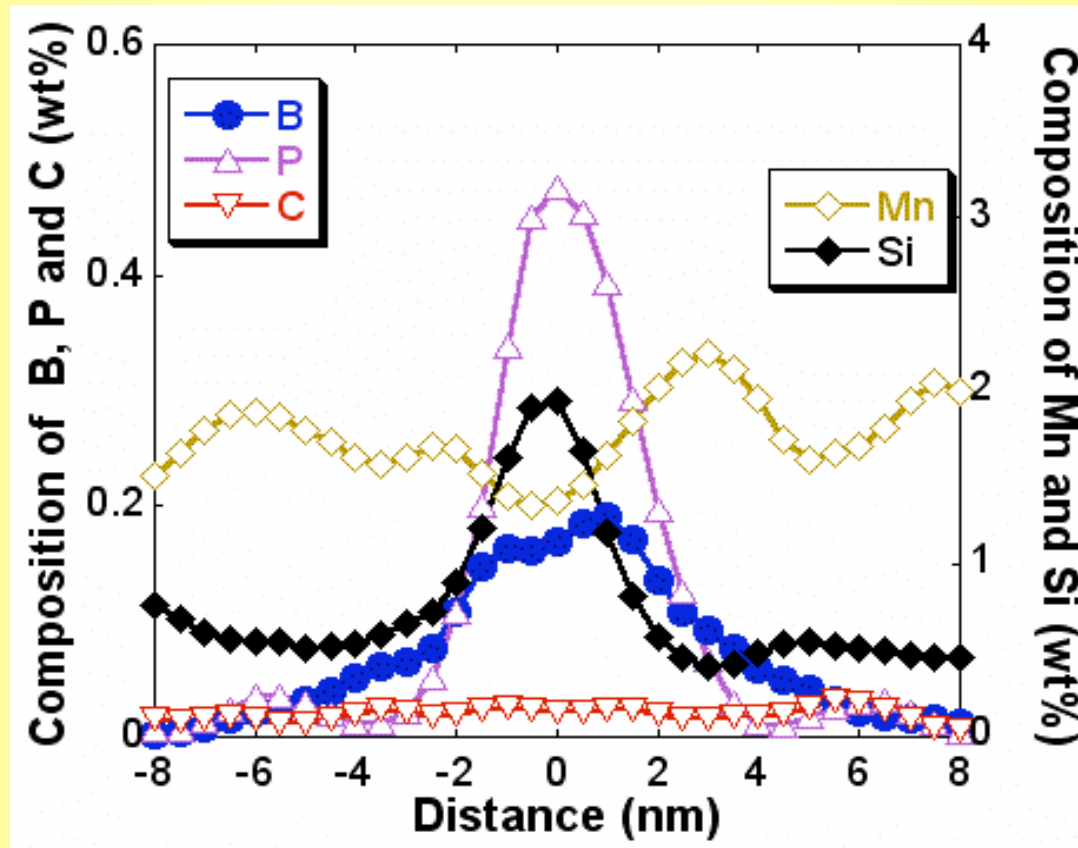 Composition of B, P and C (wt%)
0.6
0.4
0.2
0
B
P
C
Mn
Si
4
3
2
1
0
Composition of Mn and Si (wt%)
-8 -6 -4 -2 0 2 4 6 8
Distance (nm)